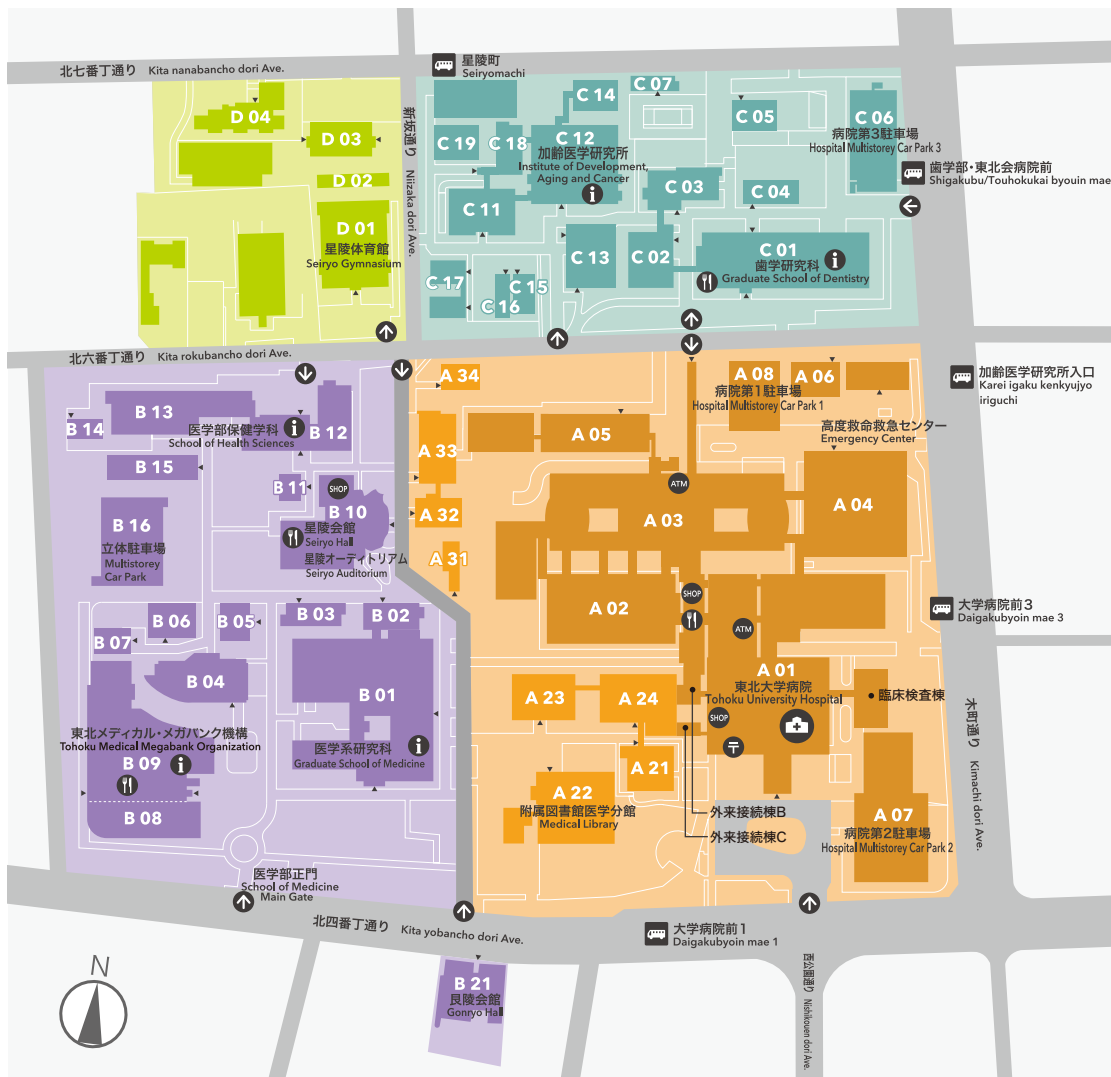 星陵町
Seiryomachi
北七番丁通り Kita nanabancho dori Ave.
新坂通り Niizaka dori Ave.
D 04
D 03
D 02
D 01
星陵体育館
Seiryo Gymnasium
C 14
C 07
C 05
C 06
病院第3駐車場
Hospital Multistorey Car Park 3
C 19
C 18
C 12
加齢医学研究所
Institute of Development,
Aging and Cancer
歯学部・東北会病院前
Shigakubu/Touhokukai byouin mae
C 03
C 04
C 11
C 13
C 02
C 01
歯学研究科
Graduate School of Dentistry
C 17
C 16
C 15
北六番丁通り Kita rokubancho dori Ave.
加齢医学研究所入口
Karei igaku kenkyujyo
iriguchi
A 34
A 08
A 06
病院第1駐車場
Hospital Multistorey Car Park 1
高度救命救急センター
Emergency Center
B 13
B 14
医学部保健学科
School of Health Sciences
B 12
A 33
A 05
B 15
B 11
SHOP
B 10
ATM
A 32
A 03
A 04
B 16
立体駐車場
Multistorey
Car Park
星陵会館
Seiryo Hall
星陵オーディトリアム
Seiryo Auditorium
A 31
SHOP
A 02
ATM
大学病院前3
Daigakubyoin mae 3
B 06
B 05
B 03
B 02
B 07
B 04
B 01
A 01
東北大学病院
Tohoku University Hospital
臨床検査棟
A 23
A 24
SHOP
〒
木町通り Kimachi dori Ave.
東北メディカル・メガバンク機構
Tohoku Medical Megabank Organization
B 09
B 08
医学系研究科
Graduate School of Medicine
A 21
A 22
附属図書館医学分館
Medical Library
外来接続棟B
外来接続棟C
A 07
病院第2駐車場
Hospital Multistorey Car Park 2
医学部正門
School of Medicine
Main Gate
北四番丁通り Kita yobancho dori Ave.
大学病院前1
Daigakubyoin mae 1
西公園通り Nishikouen dori Ave.
B 21
艮陵会館
Gonryo Hall
N